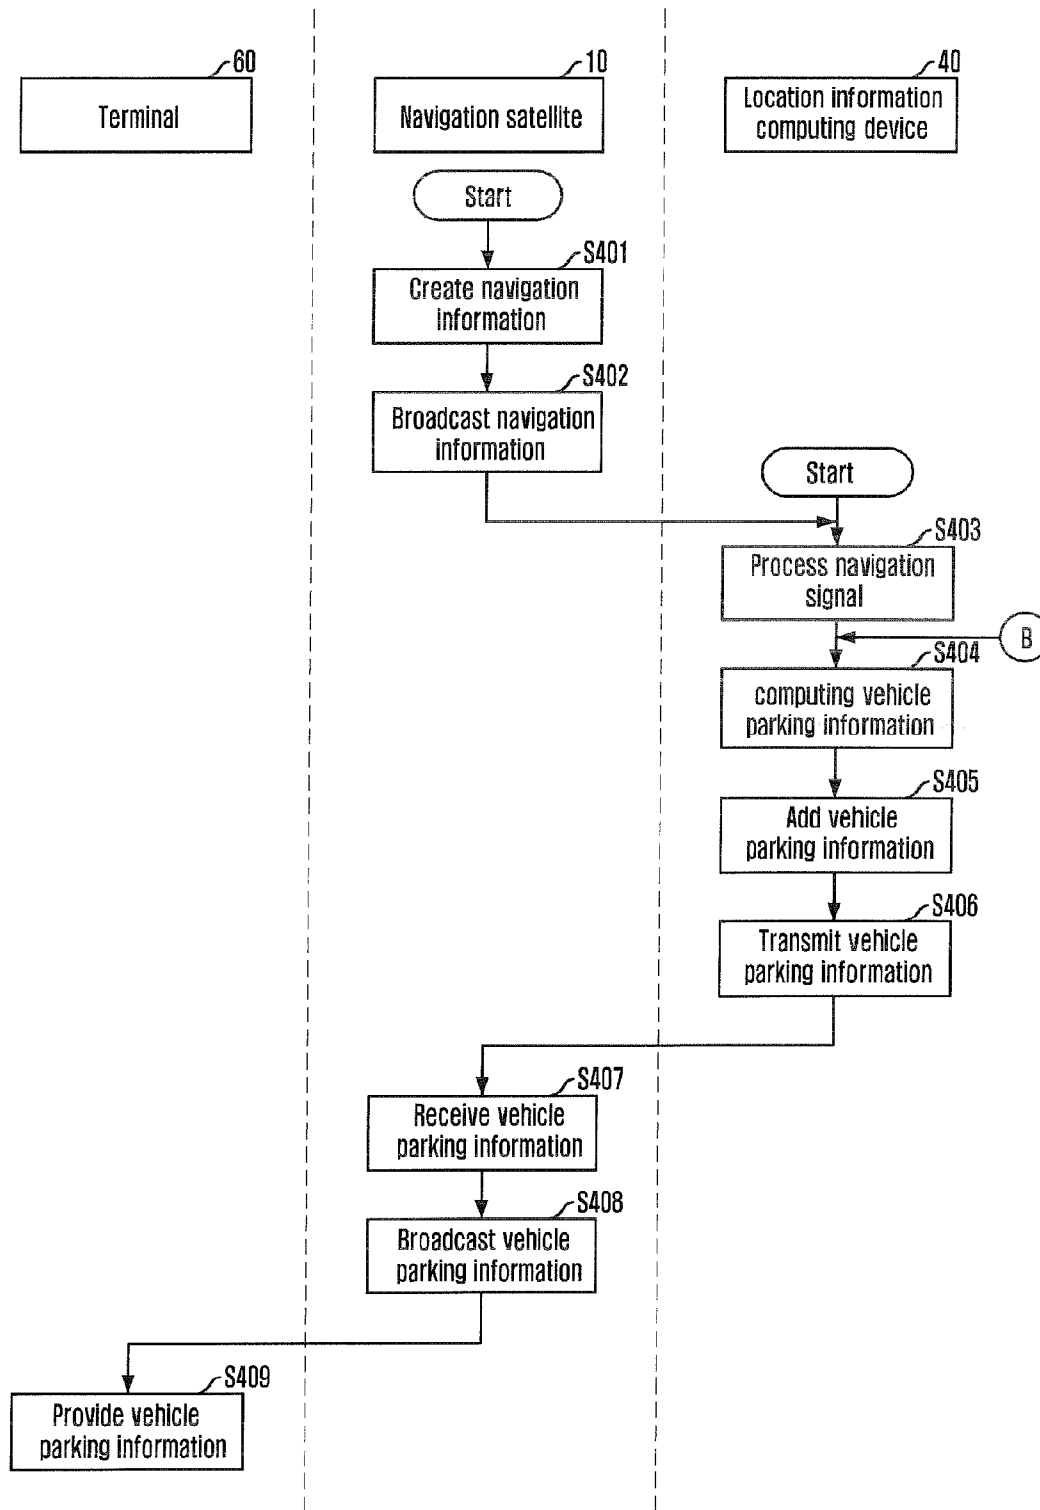 60
Terminal
10
Navigation satellite
40
Location information
computing device
Start
S401
Create navigation
information
S402
Broadcast navigation
information
Start
S403
Process navigation
signal
B
S404
computing vehicle
parking information
S405
Add vehicle
parking information
S406
Transmit vehicle
parking information
S407
Receive vehicle
parking information
S408
Broadcast vehicle
parking information
S409
Provide vehicle
parking information